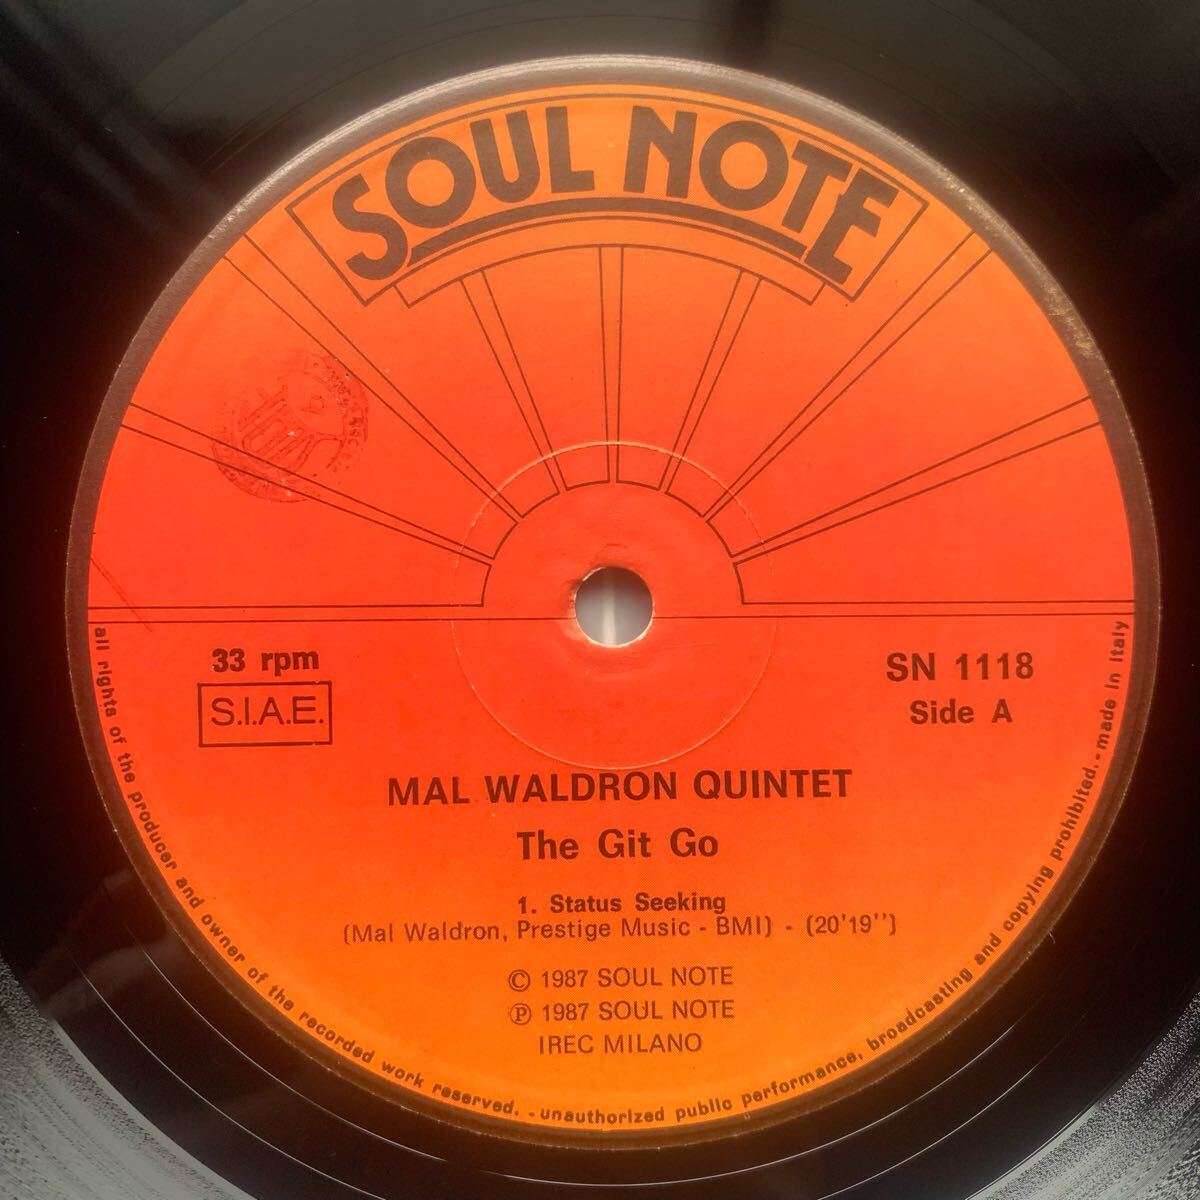 SOUL NOTE
33 rpm
S.I.A.E.
SN 1118
Side A
MAL WALDRON QUINTET
The Git Go
1. Status Seeking
(Mal Waldron, Prestige Music - BMI) - (20'19'')
© 1987 SOUL NOTE
℗ 1987 SOUL NOTE
IREC MILANO
all rights of the producer and owner of the recorded work reserved. - unauthorized public performance, broadcasting and copying prohibited. - made in Italy